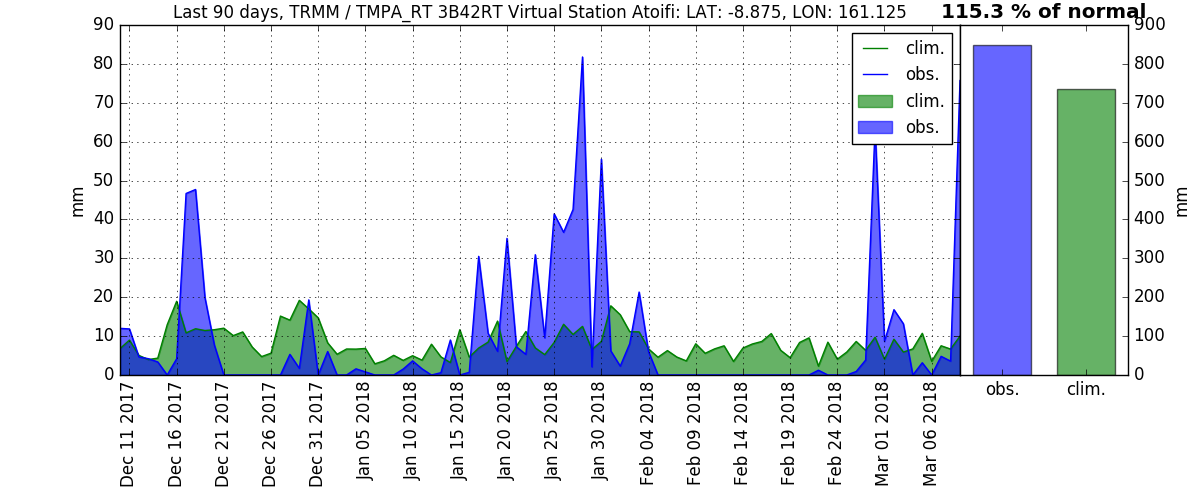 Last 90 days, TRMM / TMPA_RT 3B42RT Virtual Station Atoifi: LAT: -8.875, LON: 161.125
115.3 % of normal
90
80
70
60
50
40
30
20
10
0
mm
clim.
obs.
clim.
obs.
900
800
700
600
500
400
300
200
100
0
mm
Dec 11 2017
Dec 16 2017
Dec 21 2017
Dec 26 2017
Dec 31 2017
Jan 05 2018
Jan 10 2018
Jan 15 2018
Jan 20 2018
Jan 25 2018
Jan 30 2018
Feb 04 2018
Feb 09 2018
Feb 14 2018
Feb 19 2018
Feb 24 2018
Mar 01 2018
Mar 06 2018
obs.
clim.